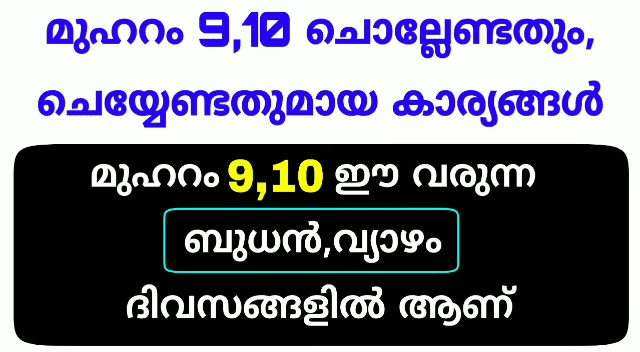 മുഹറം 9,10 ചൊല്ലേണ്ടതും,
ചെയ്യേണ്ടതുമായ കാര്യങ്ങൾ
മുഹറം 9,10 ഈ വരുന്ന
ബുധൻ,വ്യാഴം
ദിവസങ്ങളിൽ ആണ്